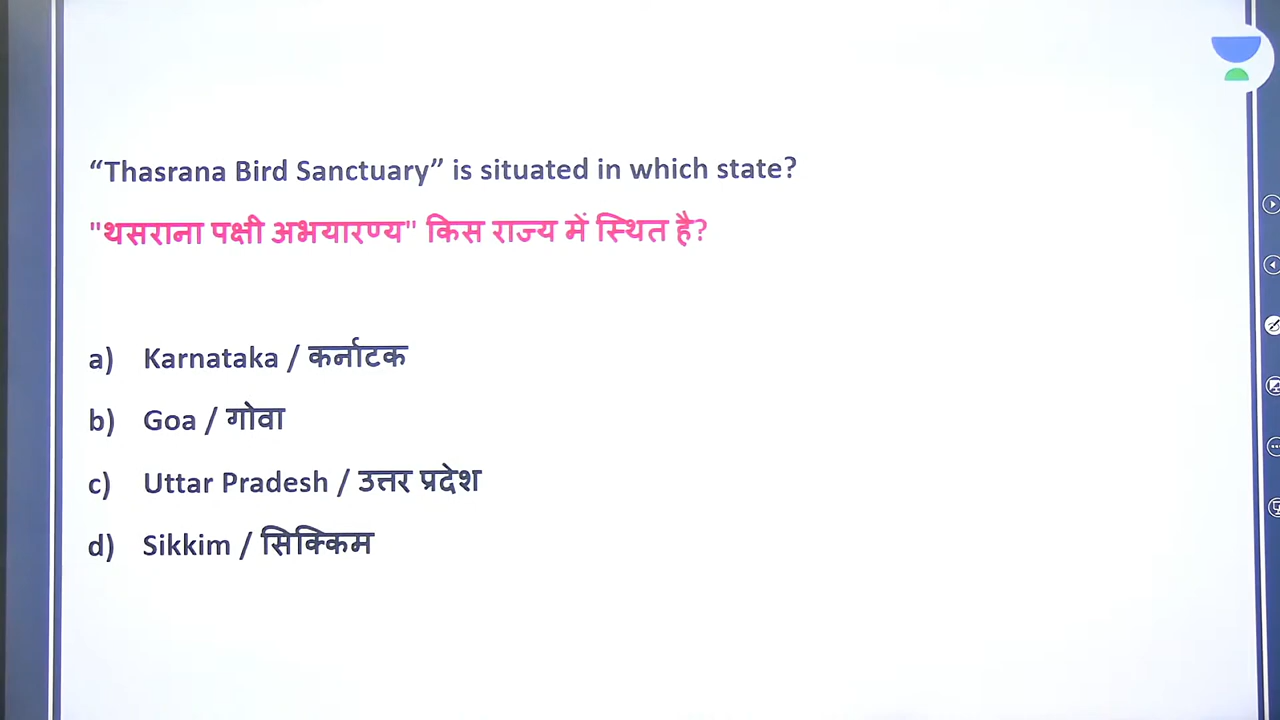 “Thasrana Bird Sanctuary” is situated in which state?
"थसराना पक्षी अभयारण्य" किस राज्य में स्थित है?
a) Karnataka / कर्नाटक
b) Goa / गोवा
c) Uttar Pradesh / उत्तर प्रदेश
d) Sikkim / सिक्किम